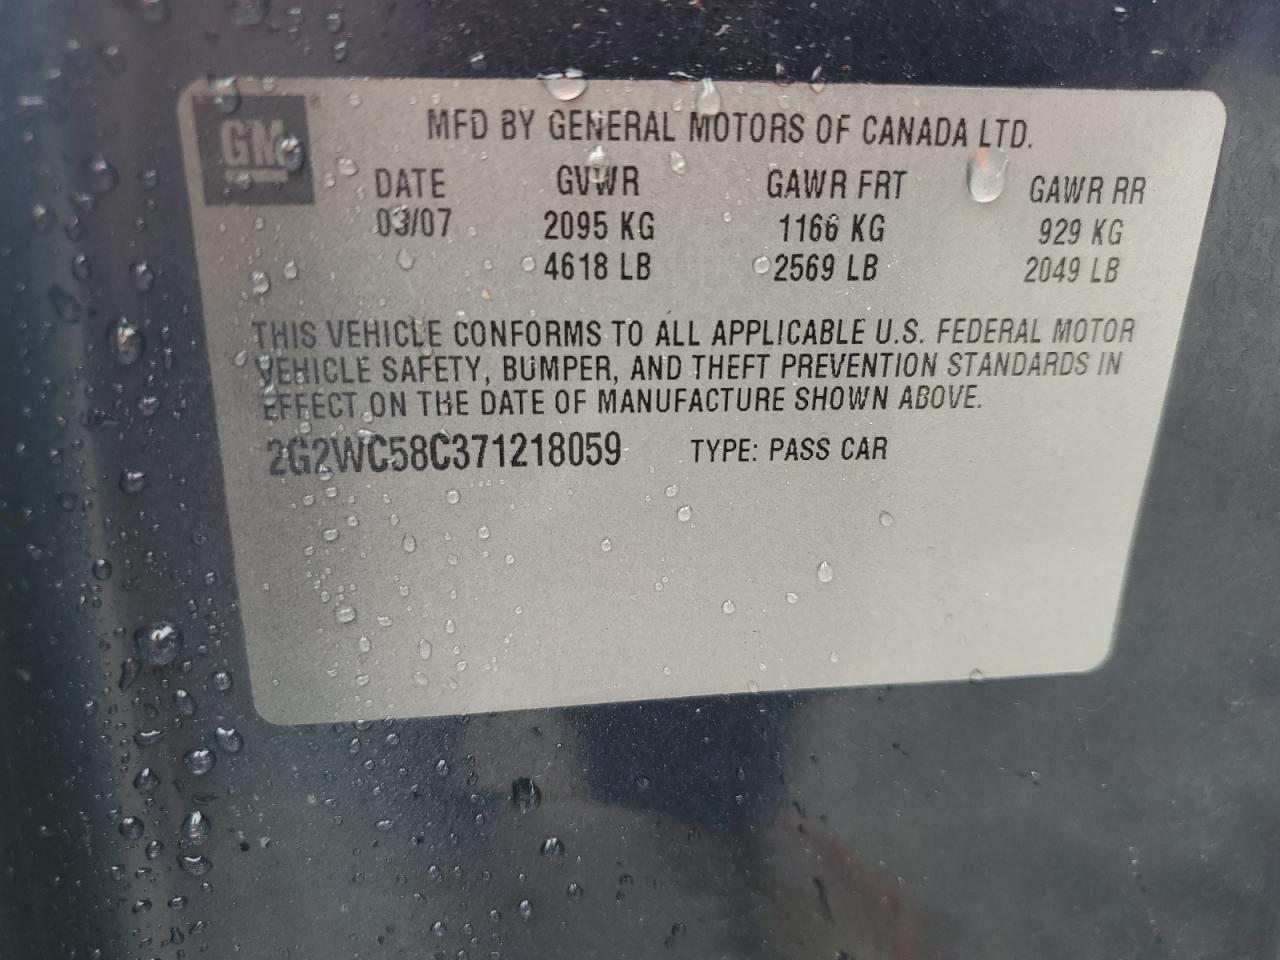 GM
MFD BY GENERAL MOTORS OF CANADA LTD.
DATE GVWR GAWR FRT GAWR RR
03/07 2095 KG 1166 KG 929 KG
4618 LB 2569 LB 2049 LB
THIS VEHICLE CONFORMS TO ALL APPLICABLE U.S. FEDERAL MOTOR
VEHICLE SAFETY, BUMPER, AND THEFT PREVENTION STANDARDS IN
EFFECT ON THE DATE OF MANUFACTURE SHOWN ABOVE.
2G2WC58C371218059 TYPE: PASS CAR